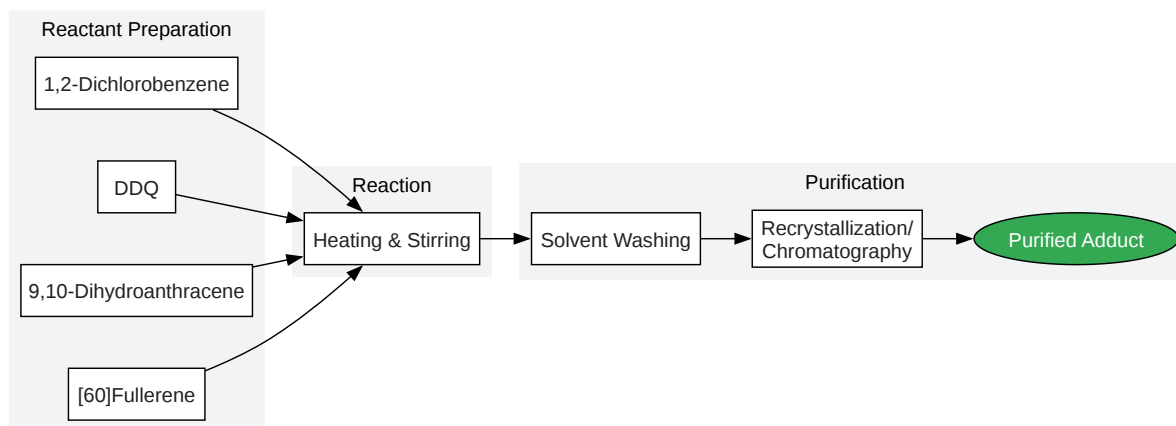 Reactant Preparation
1,2-Dichlorobenzene
DDQ
9,10-Dihydroanthracene
[60]Fullerene
Reaction
Heating & Stirring
Purification
Solvent Washing
Recrystallization/
Chromatography
Purified Adduct